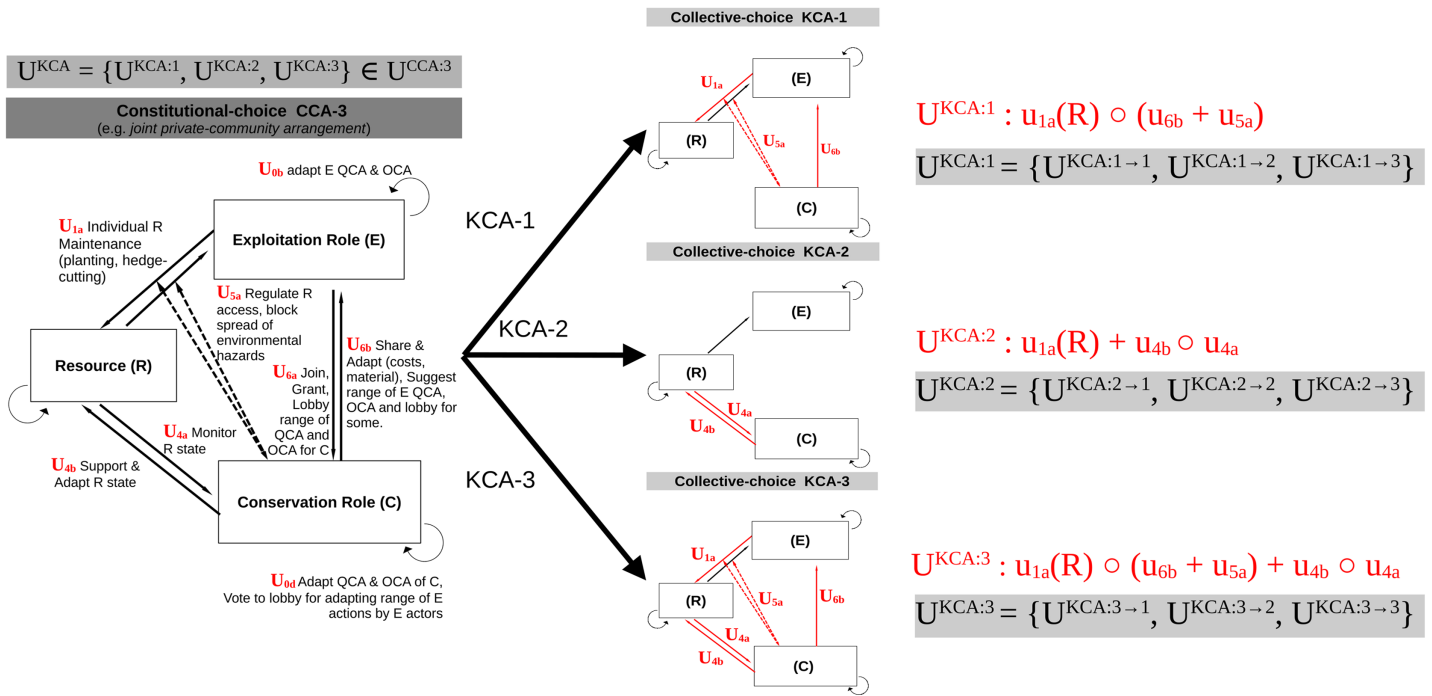 U^KCA = {U^KCA:1, U^KCA:2, U^KCA:3} ∈ U^CCA:3
Constitutional-choice CCA-3
(e.g. joint private-community arrangement)
U0b adapt E QCA & OCA
U1a Individual R
Maintenance
(planting, hedge-
cutting)
Exploitation Role (E)
U5a Regulate R
access, block
spread of
environmental
hazards
Resource (R)
U6b Share &
Adapt (costs,
material), Suggest
range of E QCA,
OCA and lobby for
some.
U6a Join,
Grant,
Lobby
range of
QCA and
OCA for C
U4a Monitor
R state
U4b Support &
Adapt R state
Conservation Role (C)
U0d Adapt QCA & OCA of C,
Vote to lobby for adapting range of E
actions by E actors
KCA-1
KCA-2
KCA-3
Collective-choice KCA-1
U1a
(E)
(R)
U5a
U6b
(C)
Collective-choice KCA-2
(E)
(R)
U4a
U4b
(C)
Collective-choice KCA-3
(E)
U1a
(R)
U5a
U6b
U4a
U4b
(C)
U^KCA:1 : u1a(R) ○ (u6b + u5a)
U^KCA:1 = {U^KCA:1→1, U^KCA:1→2, U^KCA:1→3}
U^KCA:2 : u1a(R) + u4b ○ u4a
U^KCA:2 = {U^KCA:2→1, U^KCA:2→2, U^KCA:2→3}
U^KCA:3 : u1a(R) ○ (u6b + u5a) + u4b ○ u4a
U^KCA:3 = {U^KCA:3→1, U^KCA:3→2, U^KCA:3→3}